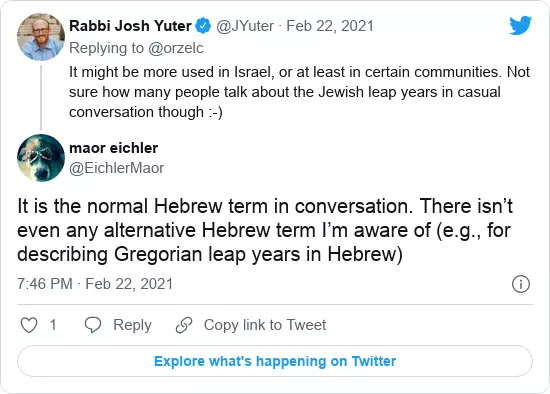 Rabbi Josh Yuter @JYuter · Feb 22, 2021
Replying to @orzelc
It might be more used in Israel, or at least in certain communities. Not
sure how many people talk about the Jewish leap years in casual
conversation though :-)
maor eichler
@EichlerMaor
It is the normal Hebrew term in conversation. There isn’t
even any alternative Hebrew term I’m aware of (e.g., for
describing Gregorian leap years in Hebrew)
7:46 PM · Feb 22, 2021
1 Reply Copy link to Tweet
Explore what's happening on Twitter